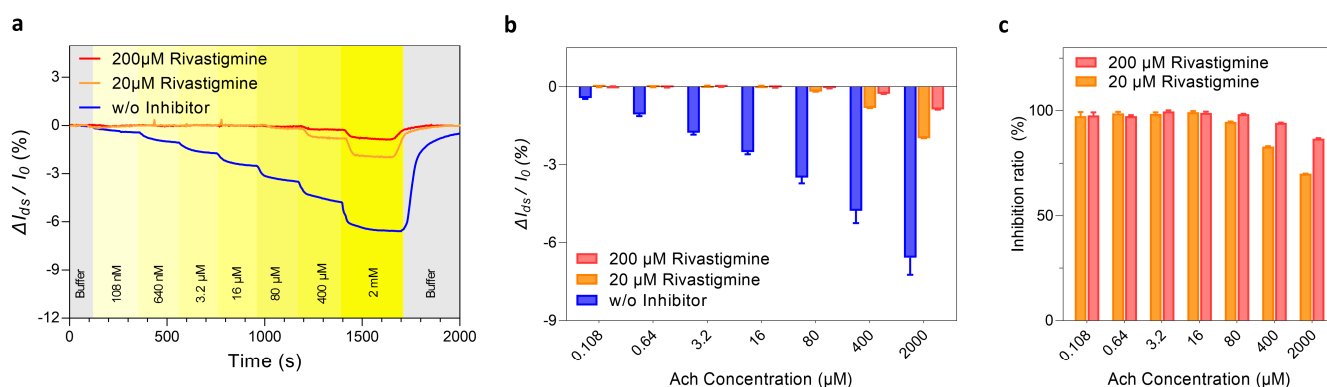 a
200µM Rivastigmine
20µM Rivastigmine
w/o Inhibitor
ΔIds / I0 (%)
3
0
-3
-6
-9
-12
Buffer
108 nM
640 nM
3.2 µM
16 µM
80 µM
400 µM
2 mM
Buffer
0 500 1000 1500 2000
Time (s)
b
ΔIds / I0 (%)
0
-3
-6
-9
200 µM Rivastigmine
20 µM Rivastigmine
w/o Inhibitor
0.108 0.64 3.2 16 80 400 2000
Ach Concentration (µM)
c
200 µM Rivastigmine
20 µM Rivastigmine
Inhibition ratio (%)
100
50
0
0.108 0.64 3.2 16 80 400 2000
Ach Concentration (µM)